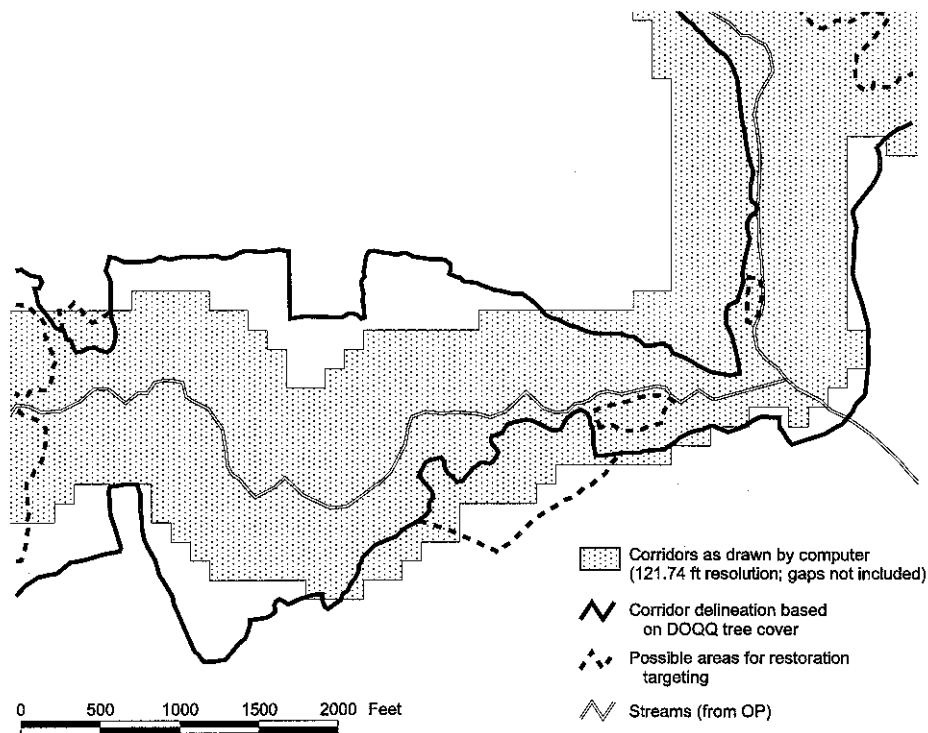 Corridors as drawn by computer
(121.74 ft resolution; gaps not included)
Corridor delineation based
on DOQQ tree cover
Possible areas for restoration
targeting
Streams (from OP)
0 500 1000 1500 2000 Feet